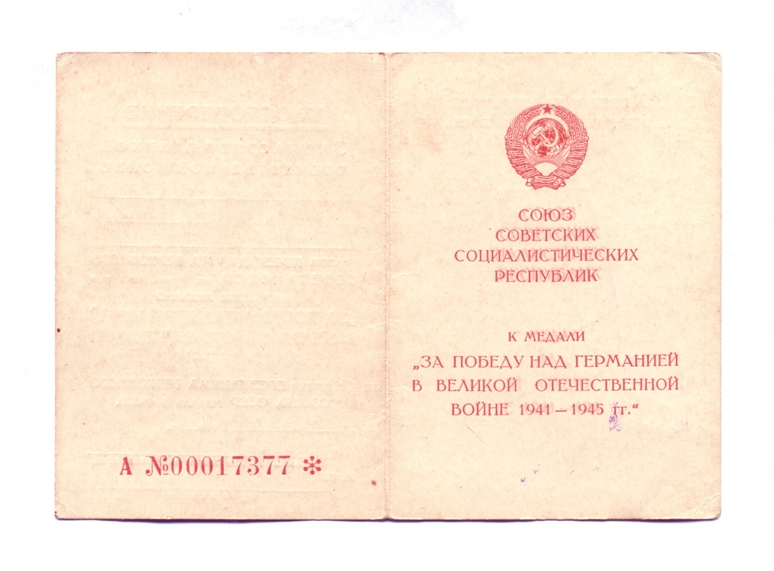 А №00017377 *
СОЮЗ
СОВЕТСКИХ
СОЦИАЛИСТИЧЕСКИХ
РЕСПУБЛИК
К МЕДАЛИ
„ЗА ПОБЕДУ НАД ГЕРМАНИЕЙ
В ВЕЛИКОЙ ОТЕЧЕСТВЕННОЙ
ВОЙНЕ 1941—1945 гг.“